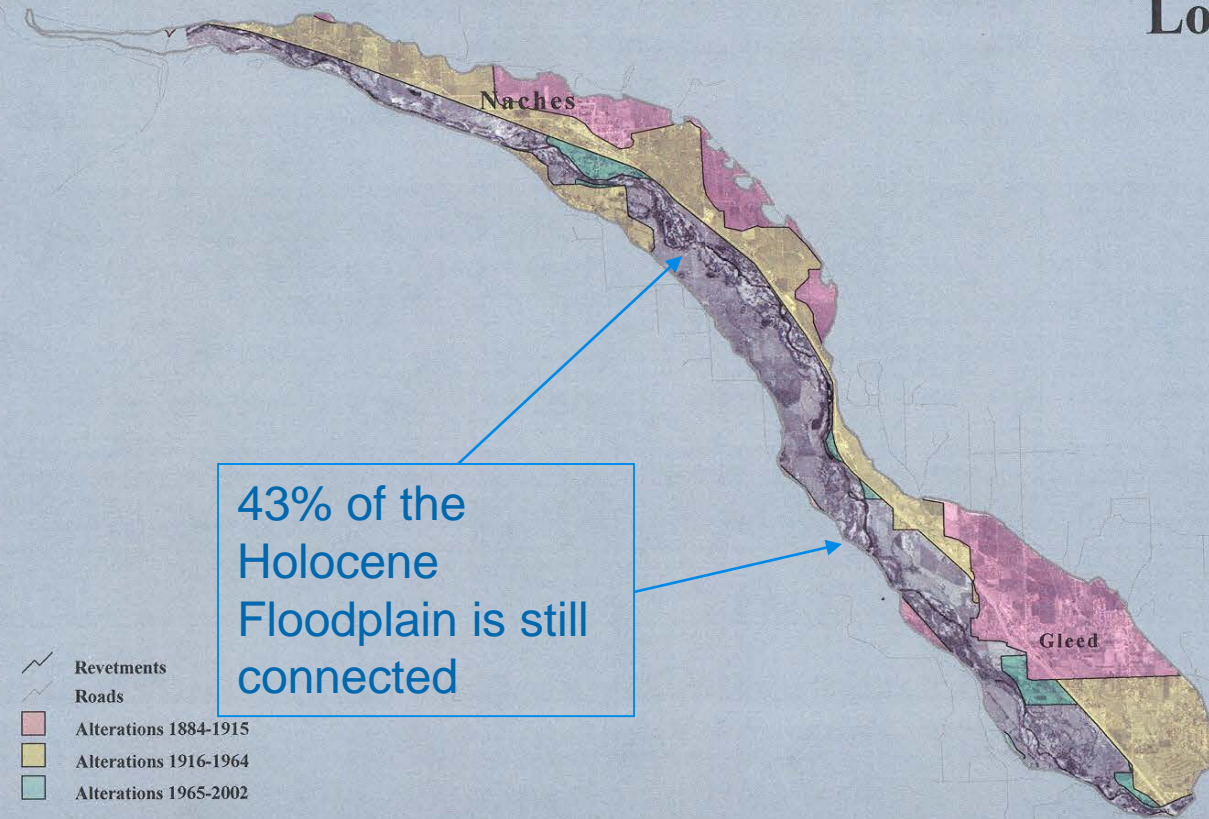 Lo
Naches
43% of the
Holocene
Floodplain is still
connected
Gleed
Revetments
Roads
Alterations 1884-1915
Alterations 1916-1964
Alterations 1965-2002